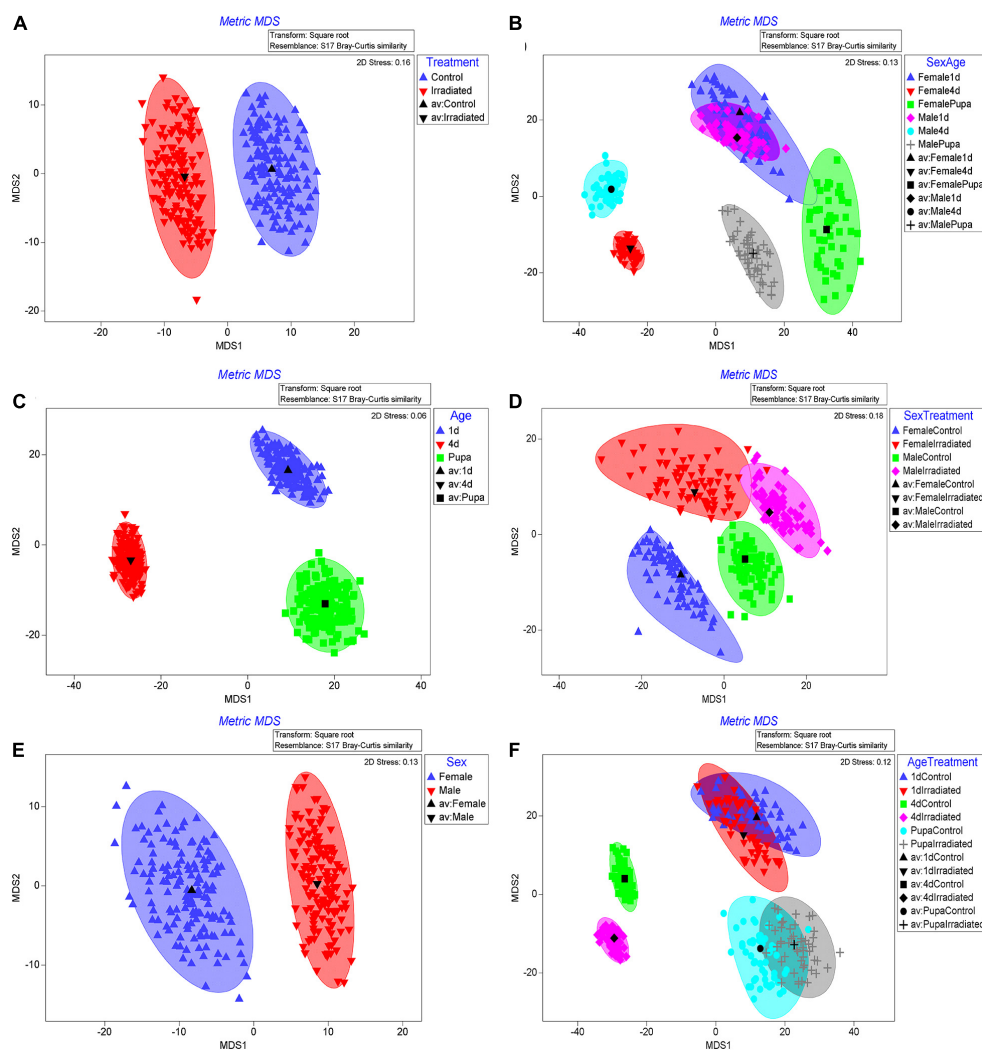 A
Metric MDS
Transform: Square root
Resemblance: S17 Bray-Curtis similarity
2D Stress: 0.16
Treatment
Control
Irradiated
av:Control
av:Irradiated
10
0
-10
-20
MDS2
-20
-10
0
10
20
MDS1
B
Metric MDS
Transform: Square root
Resemblance: S17 Bray-Curtis similarity
2D Stress: 0.13
SexAge
Female1d
Female4d
FemalePupa
Male1d
Male4d
MalePupa
av:Female1d
av:Female4d
av:FemalePupa
av:Male1d
av:Male4d
av:MalePupa
20
0
-20
MDS2
-40
-20
0
20
40
MDS1
C
Metric MDS
Transform: Square root
Resemblance: S17 Bray-Curtis similarity
2D Stress: 0.06
Age
1d
4d
Pupa
av:1d
av:4d
av:Pupa
20
0
-20
MDS2
-40
-20
0
20
40
MDS1
D
Metric MDS
Transform: Square root
Resemblance: S17 Bray-Curtis similarity
2D Stress: 0.18
SexTreatment
FemaleControl
FemaleIrradiated
MaleControl
MaleIrradiated
av:FemaleControl
av:FemaleIrradiated
av:MaleControl
av:MaleIrradiated
20
0
-20
MDS2
-40
-20
0
20
MDS1
E
Metric MDS
Transform: Square root
Resemblance: S17 Bray-Curtis similarity
2D Stress: 0.13
Sex
Female
Male
av:Female
av:Male
10
0
-10
MDS2
-20
-10
0
10
20
MDS1
F
Metric MDS
Transform: Square root
Resemblance: S17 Bray-Curtis similarity
2D Stress: 0.12
AgeTreatment
1dControl
1dIrradiated
4dControl
4dIrradiated
PupaControl
PupaIrradiated
av:1dControl
av:1dIrradiated
av:4dControl
av:4dIrradiated
av:PupaControl
av:PupaIrradiated
20
0
-20
MDS2
-40
-20
0
20
40
MDS1